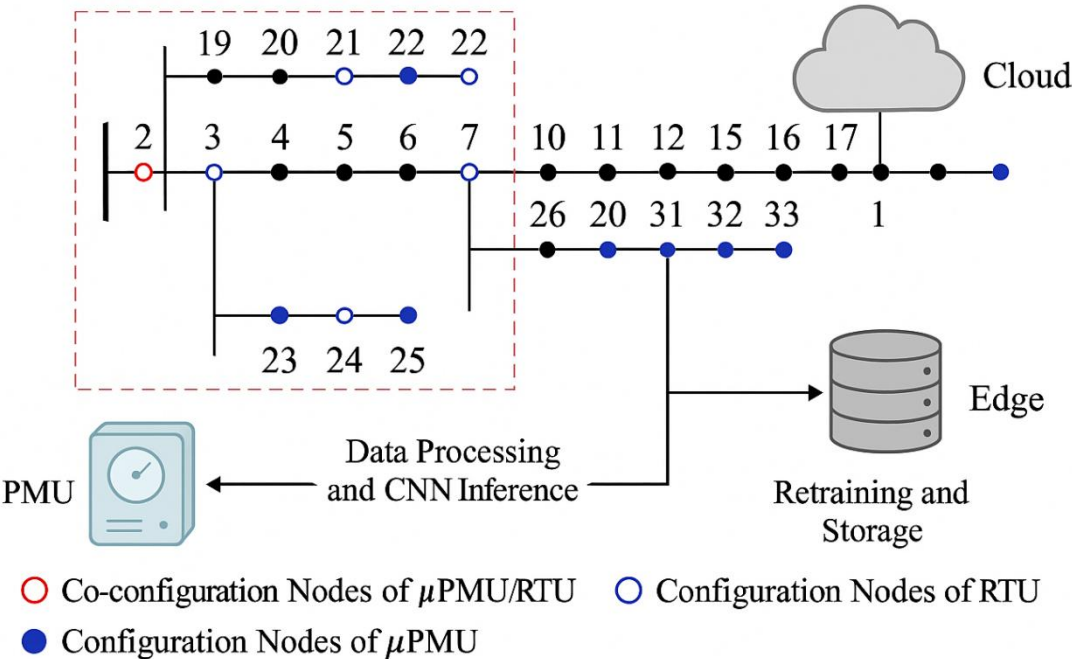 19 20 21 22 22
Cloud
2 3 4 5 6 7 10 11 12 15 16 17
26 20 31 32 33 1
23 24 25
Edge
Data Processing
and CNN Inference
PMU
Retraining and
Storage
Co-configuration Nodes of μPMU/RTU
Configuration Nodes of RTU
Configuration Nodes of μPMU